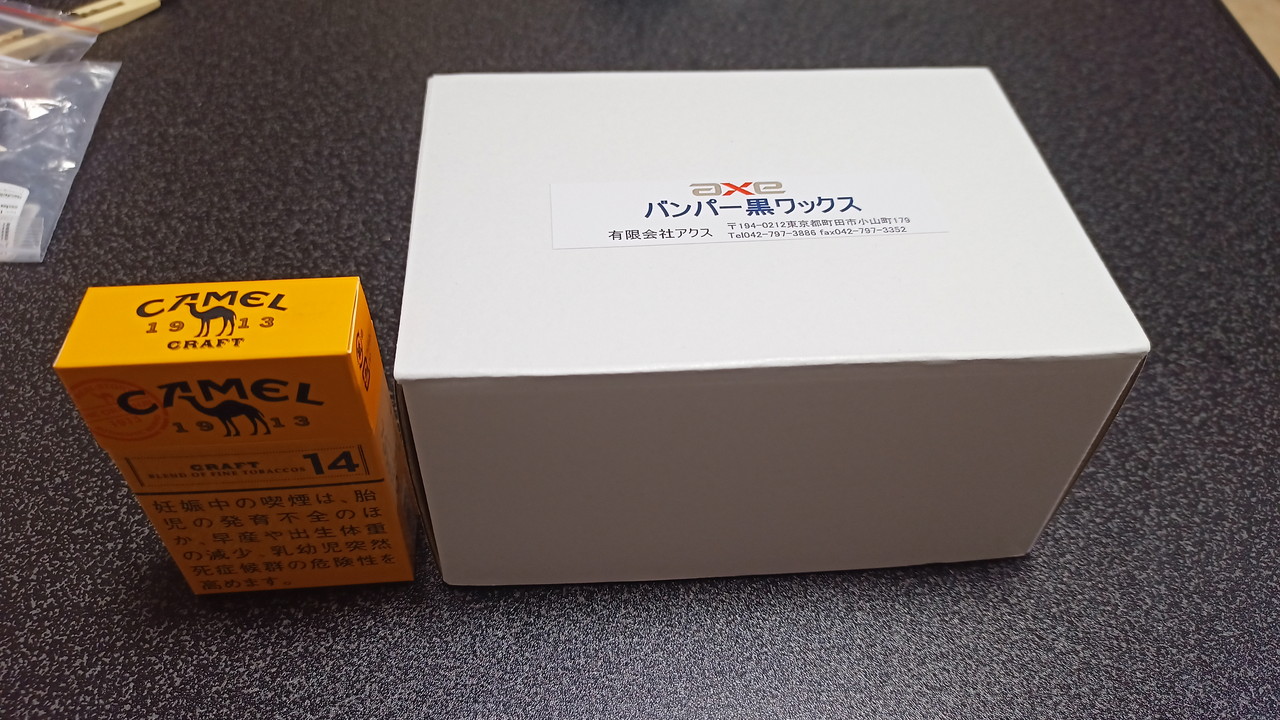 axe
バンパー黒ワックス
有限会社アクス
〒194-0212東京都町田市小山町179
Tel042-797-3886 fax042-797-3352
CAMEL
19 13
CRAFT
CAMEL
19 13
CRAFT
BLEND OF FINE TOBACCOS
14
妊娠中の喫煙は、胎
児の発育不全のほ
か、早産や出生体重
の減少、乳幼児突然
死症候群の危険性を
高めます。